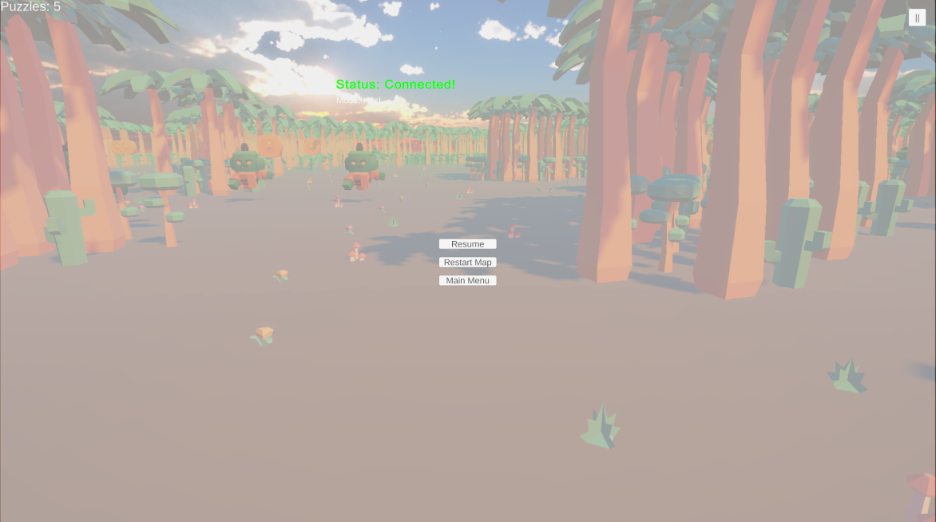 Puzzles: 5
Status: Connected!
Resume
Restart Map
Main Menu